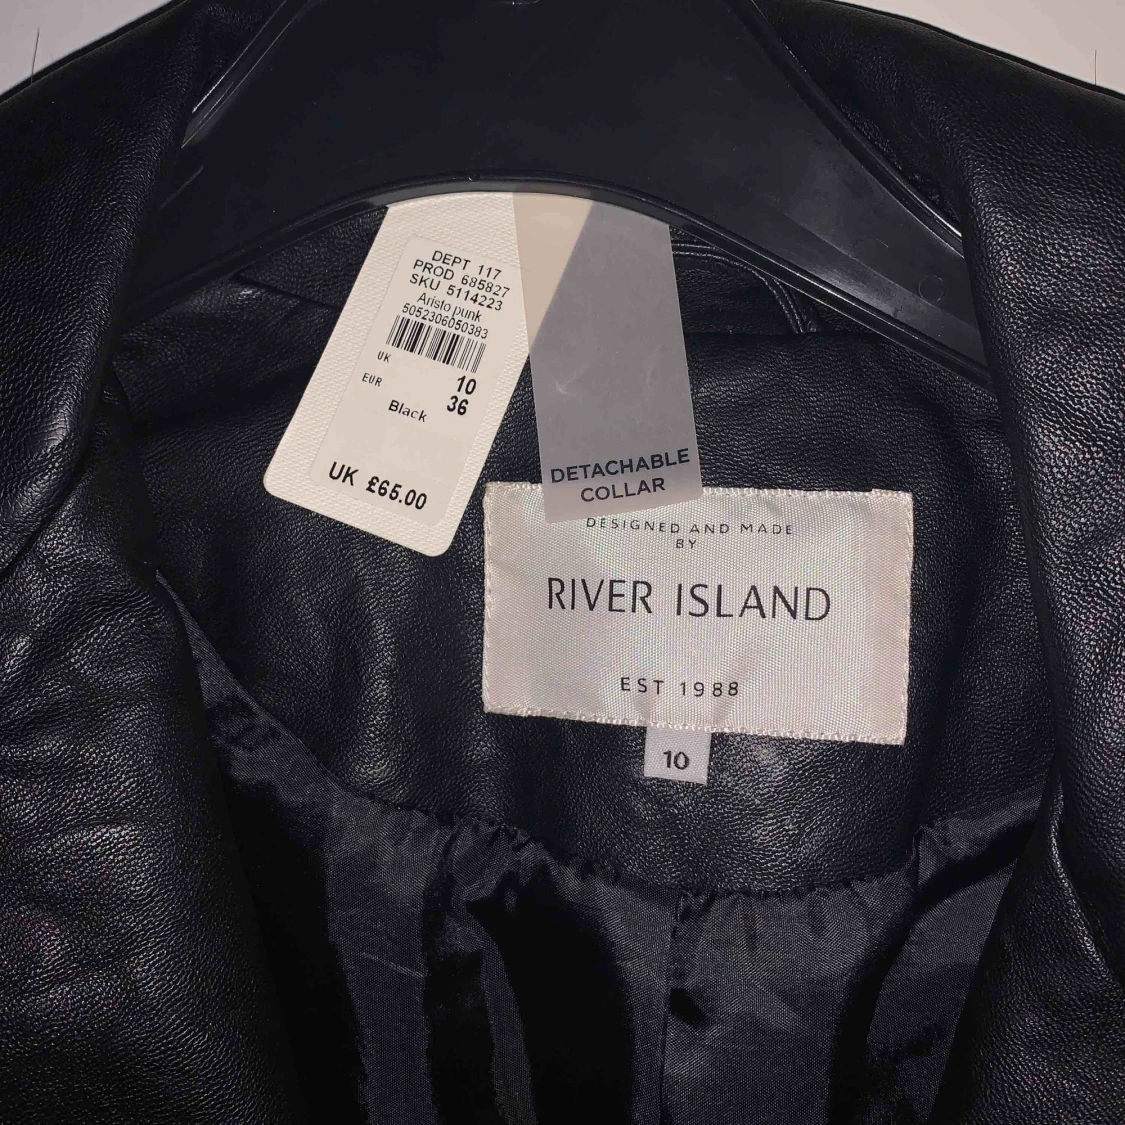 DEPT 117
PROD 685827
SKU 5114223
Aristo punk
5052306050383
UK 10
EUR 36
Black
UK £65.00
DETACHABLE
COLLAR
DESIGNED AND MADE
BY
RIVER ISLAND
EST 1988
10